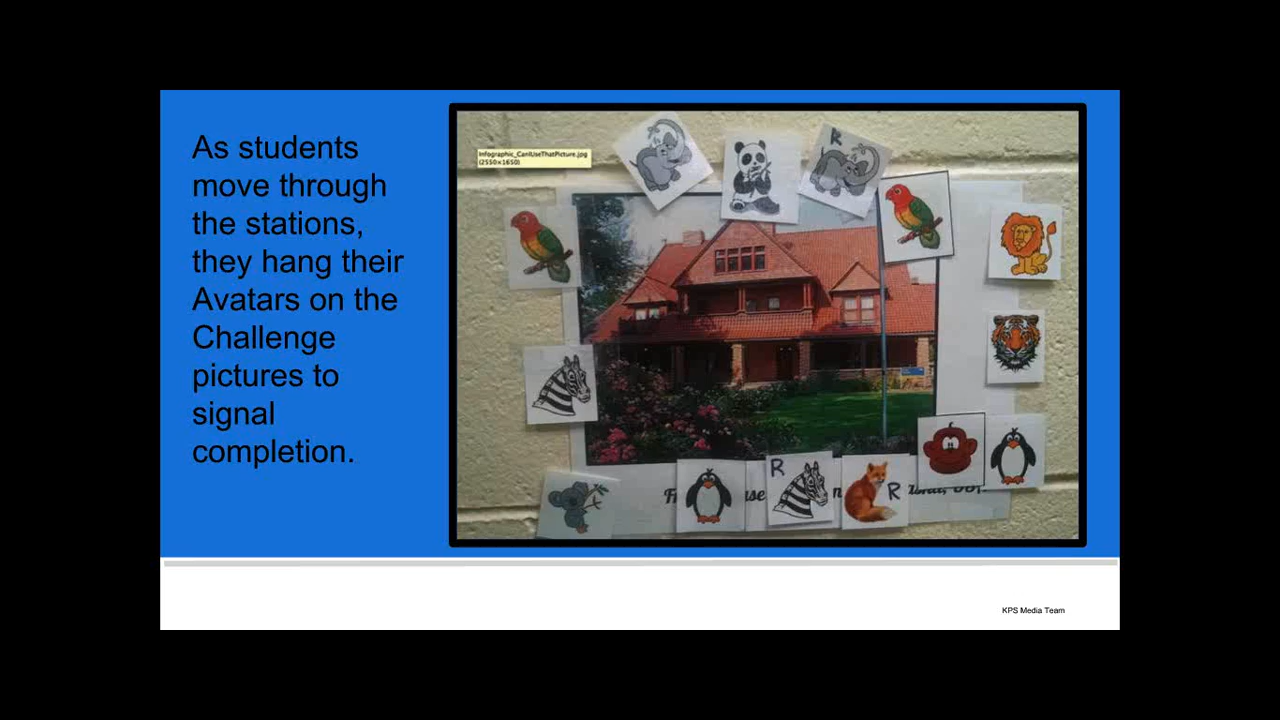 As students
move through
the stations,
they hang their
Avatars on the
Challenge
pictures to
signal
completion.
Infographic_CanIUseThatPicture.jpg
(2550x1650)
R
R
R
KPS Media Team